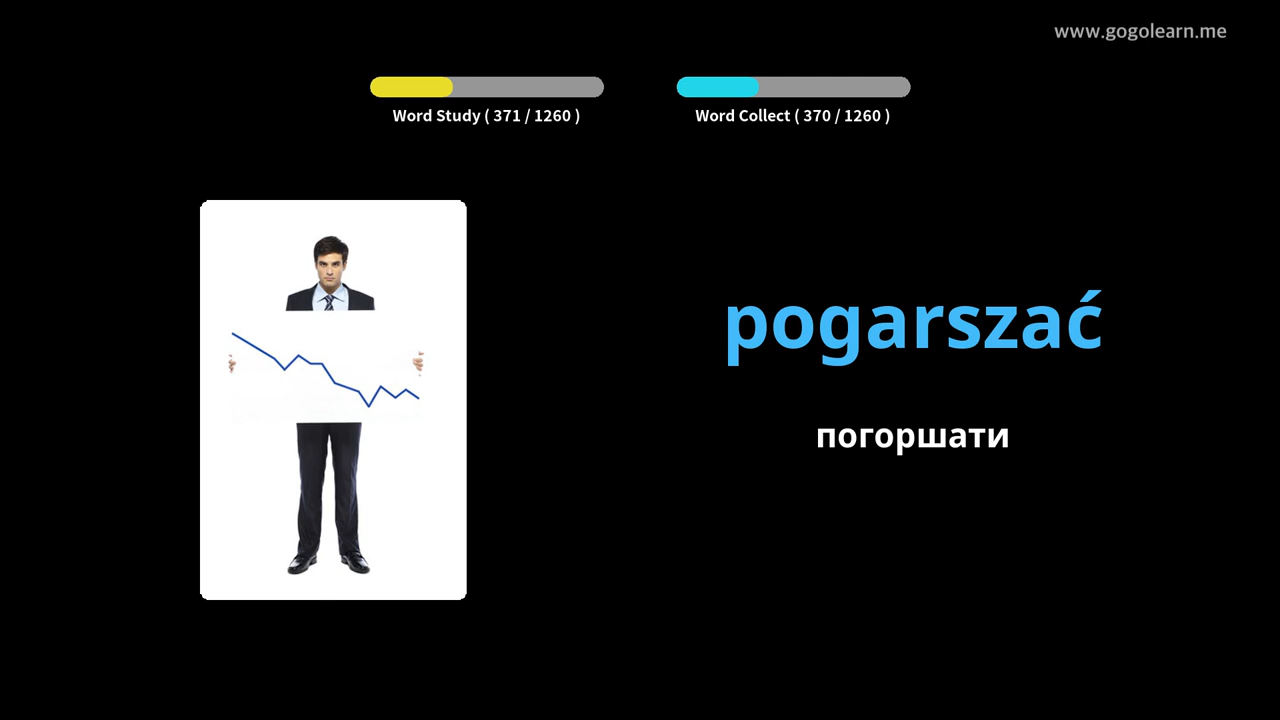 www.gogolearn.me
Word Study ( 371 / 1260 )
Word Collect ( 370 / 1260 )
pogarszać
погоршати